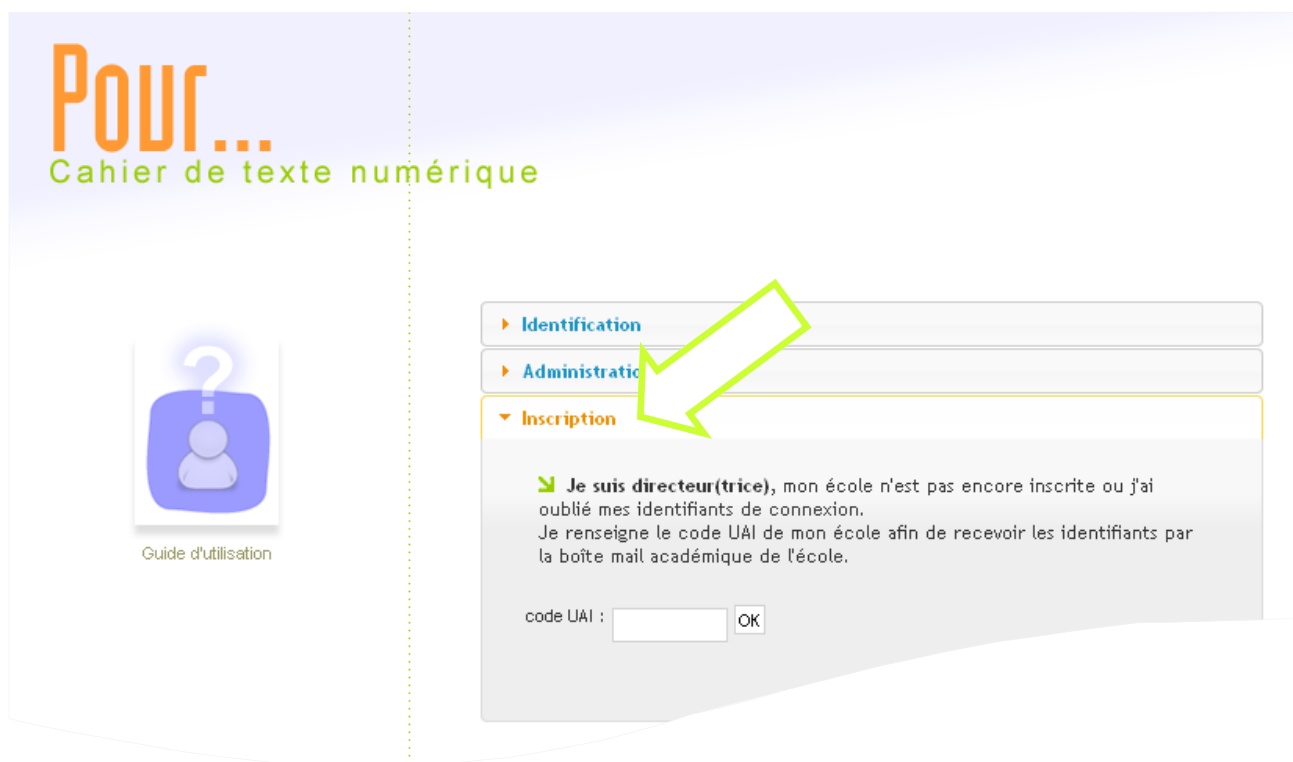 Pour...
Cahier de texte numérique
Identification
Administratio
Inscription
Je suis directeur(trice), mon école n'est pas encore inscrite ou j'ai
oublié mes identifiants de connexion.
Je renseigne le code UAI de mon école afin de recevoir les identifiants par
la boîte mail académique de l'école.
code UAI :
OK
?
Guide d'utilisation